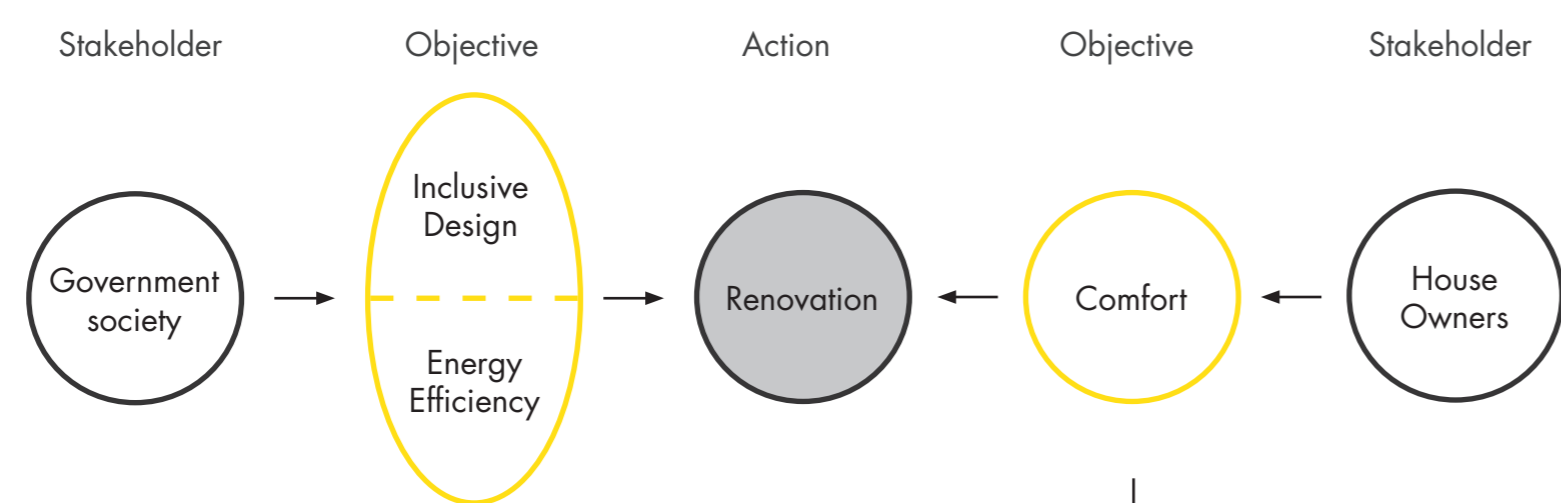 Stakeholder
Objective
Action
Objective
Stakeholder
Government
society
Inclusive
Design
Energy
Efficiency
Renovation
Comfort
House
Owners